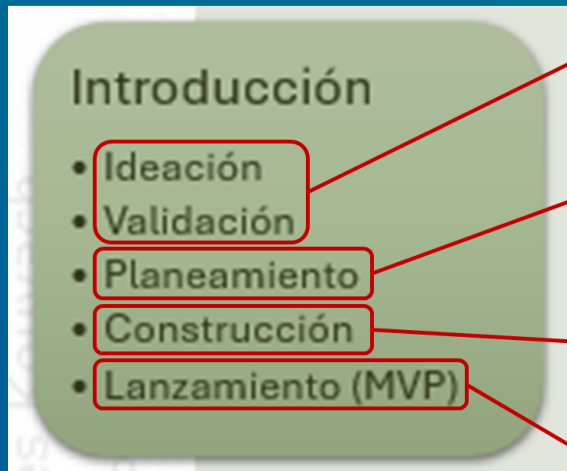 Introducción
• Ideación
• Validación
• Planeamiento
• Construcción
• Lanzamiento (MVP)